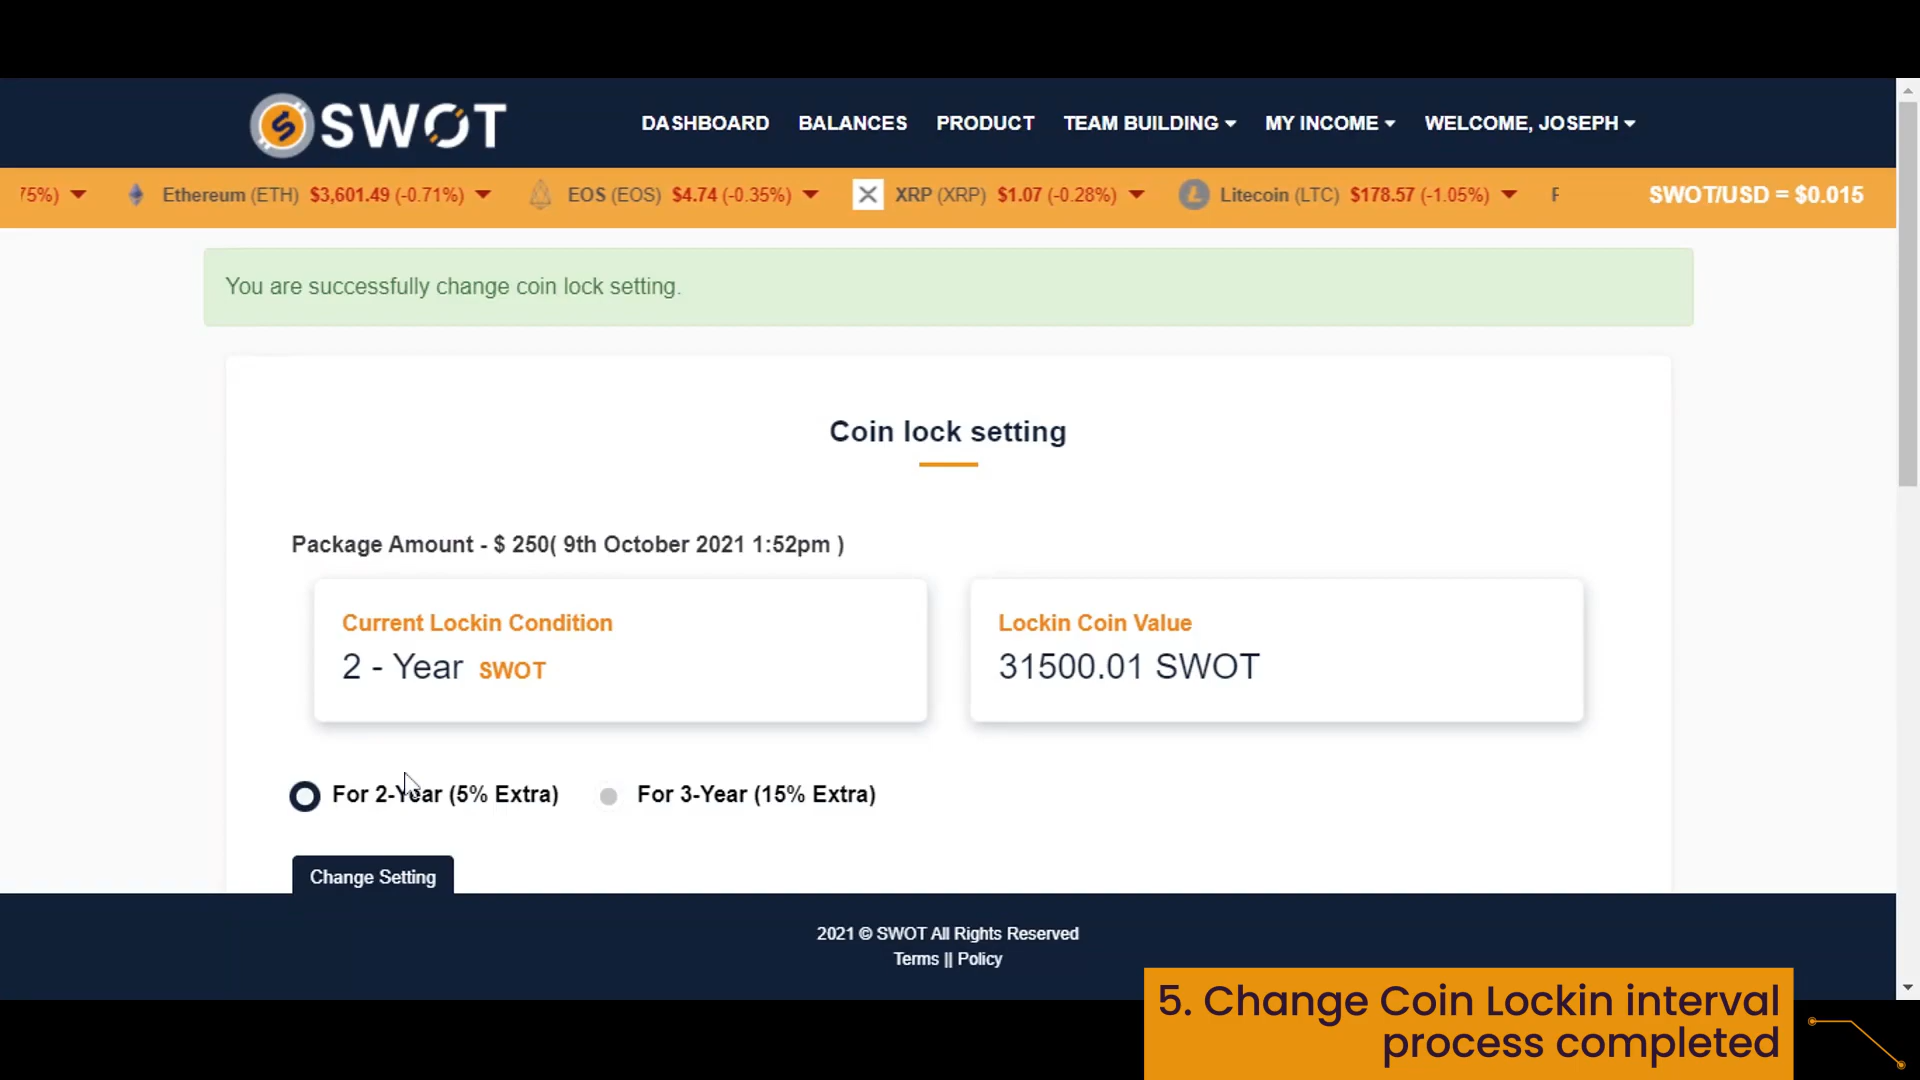 SWOT
DASHBOARD BALANCES PRODUCT TEAM BUILDING MY INCOME WELCOME, JOSEPH
75%) Ethereum (ETH) $3,601.49 (-0.71%) EOS (EOS) $4.74 (-0.35%) XRP (XRP) $1.07 (-0.28%) Litecoin (LTC) $178.57 (-1.05%) SWOT/USD = $0.015
You are successfully change coin lock setting.
Coin lock setting
Package Amount - $ 250( 9th October 2021 1:52pm )
Current Lockin Condition
2 - Year SWOT
Lockin Coin Value
31500.01 SWOT
For 2-Year (5% Extra) For 3-Year (15% Extra)
Change Setting
2021 © SWOT All Rights Reserved
Terms || Policy
5. Change Coin Lockin interval
process completed